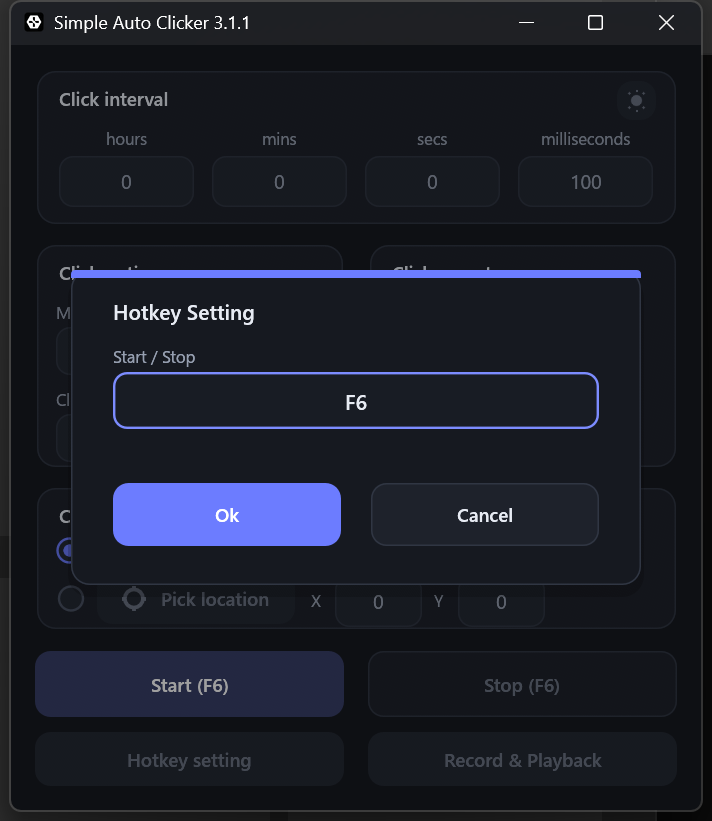 Simple Auto Clicker 3.1.1
Click interval
hours mins secs milliseconds
0 0 0 100
Hotkey Setting
Start / Stop
F6
Ok Cancel
Pick location X 0 Y 0
Start (F6) Stop (F6)
Hotkey setting Record & Playback